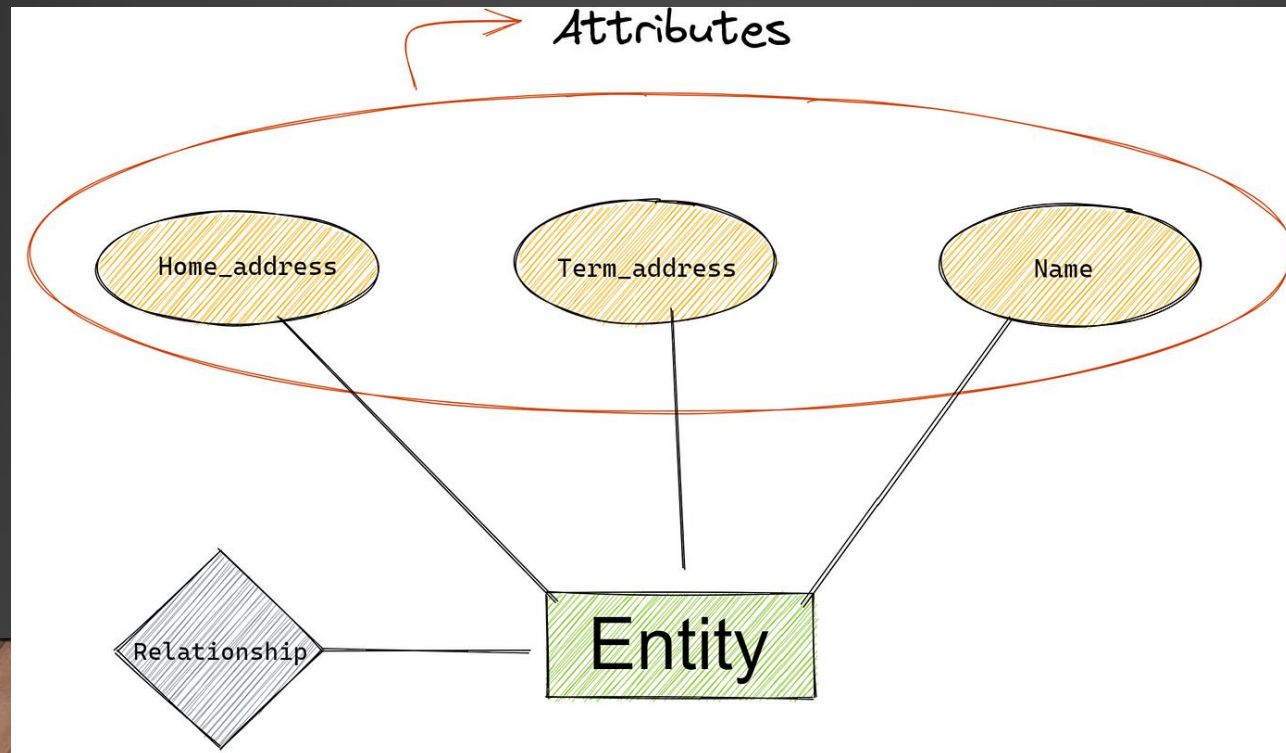 Attributes
Home_address
Term_address
Name
Relationship
Entity